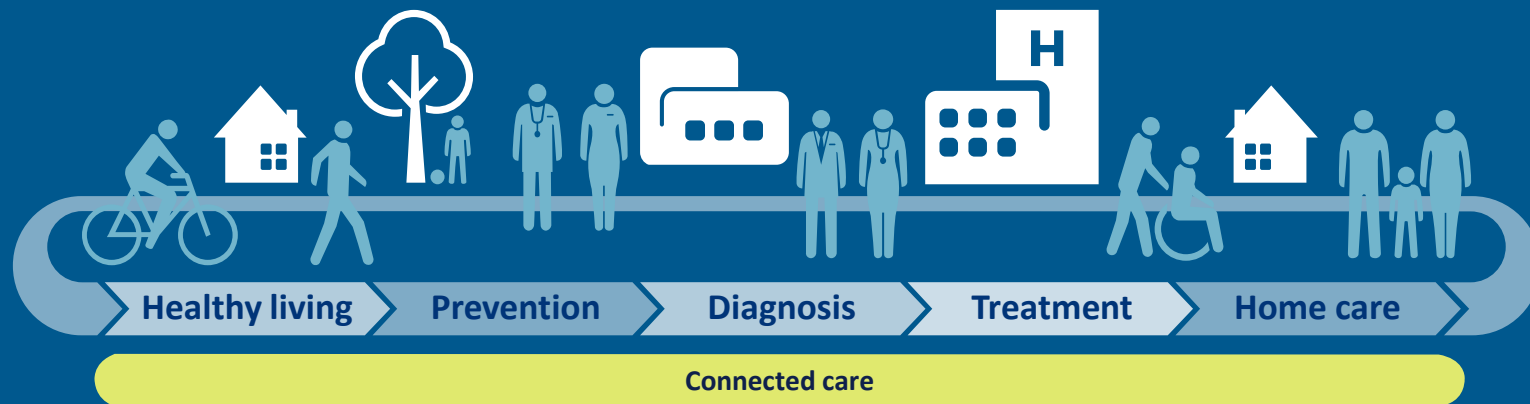 H
Healthy living
Prevention
Diagnosis
Treatment
Home care
Connected care